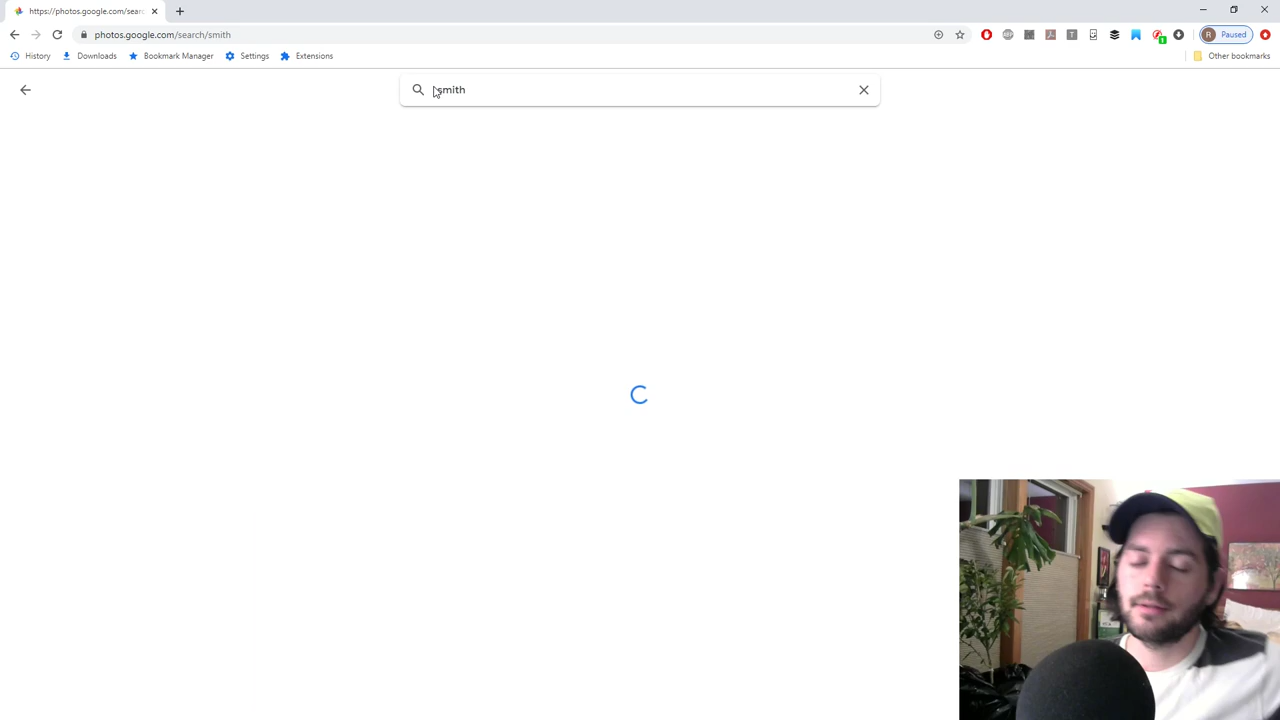 https://photos.google.com/sear
photos.google.com/search/smith
R Paused
History Downloads Bookmark Manager Settings Extensions Other bookmarks
smith